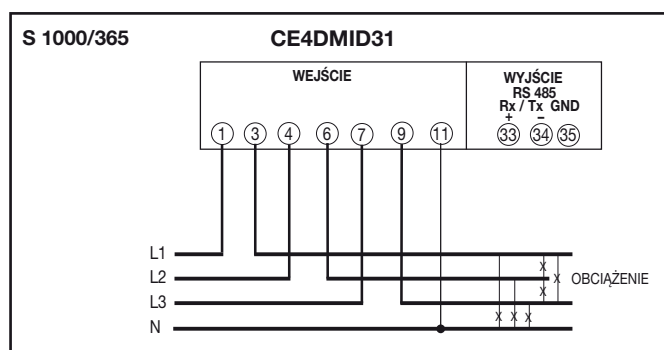 S 1000/365 CE4DMID31
WEJŚCIE
WYJŚCIE
RS 485
Rx / Tx GND
+ –
1 3 4 6 7 9 11 33 34 35
L1
X
L2 X OBCIĄŻENIE
X
L3
X X X
N